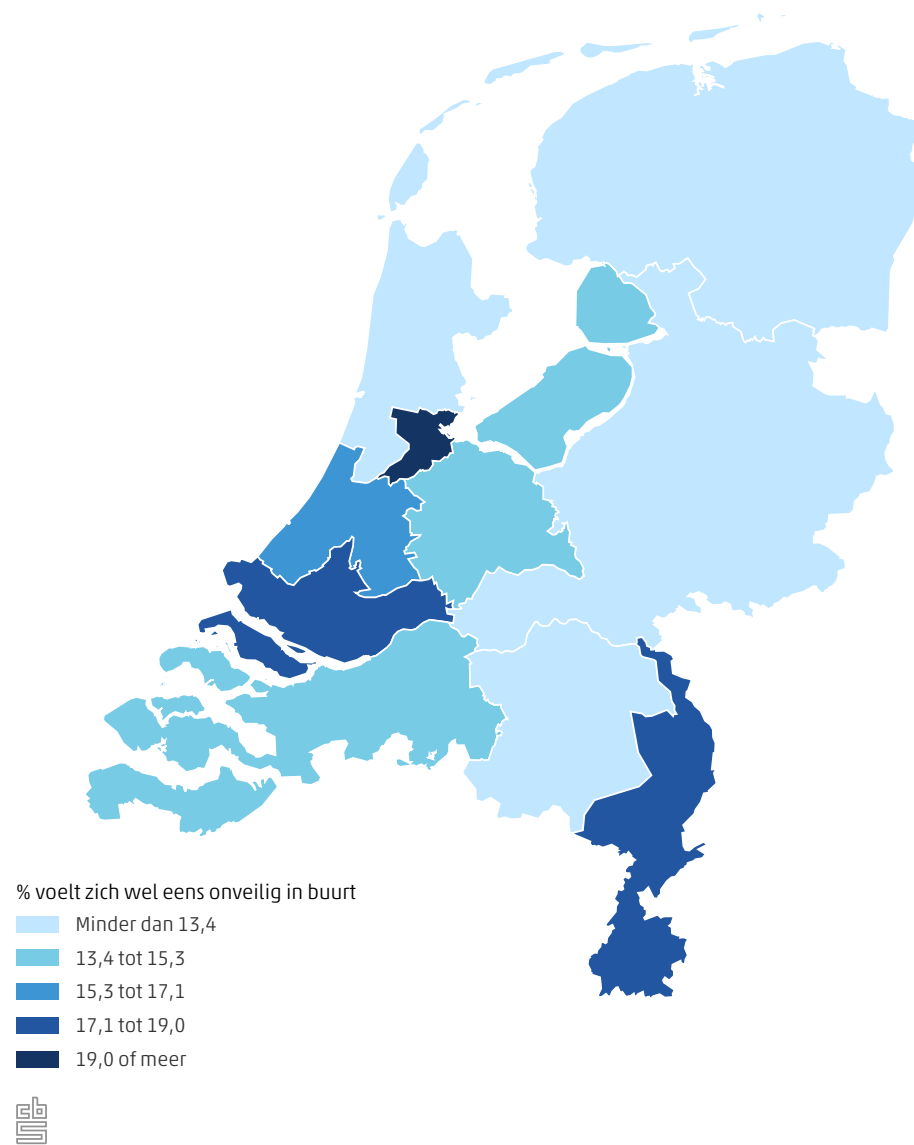 % voelt zich wel eens onveilig in buurt
Minder dan 13,4
13,4 tot 15,3
15,3 tot 17,1
17,1 tot 19,0
19,0 of meer
cbs